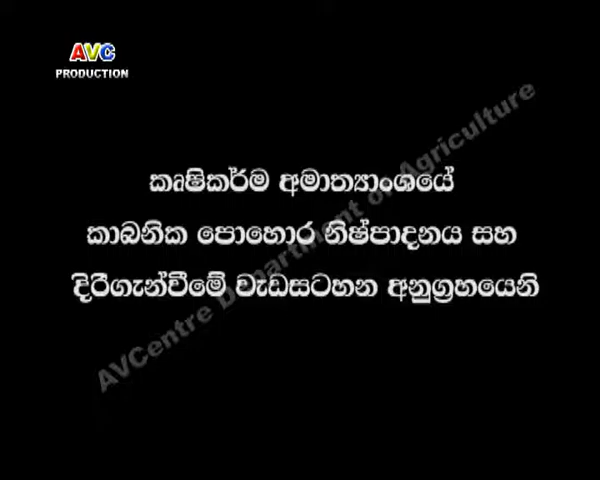 AVC
PRODUCTION
කෘෂිකර්ම අමාත්‍යාංශයේ
කාබනික පොහොර නිෂ්පාදනය සහ
දිරිගැන්වීමේ වැඩසටහන අනුග්‍රහයෙනි
AVCentre Department of Agriculture